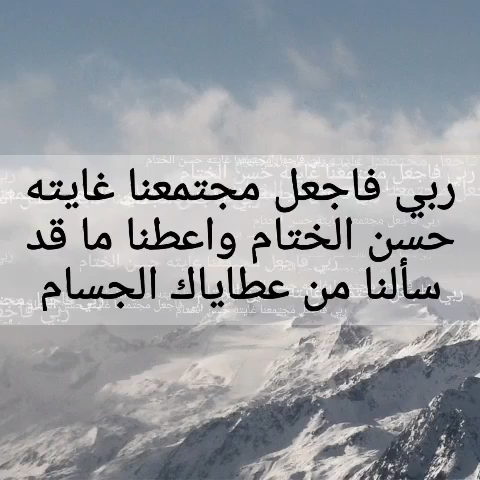 ربي فاجعل مجتمعنا غايته
حسن الختام واعطنا ما قد
سألنا من عطاياك الجسام